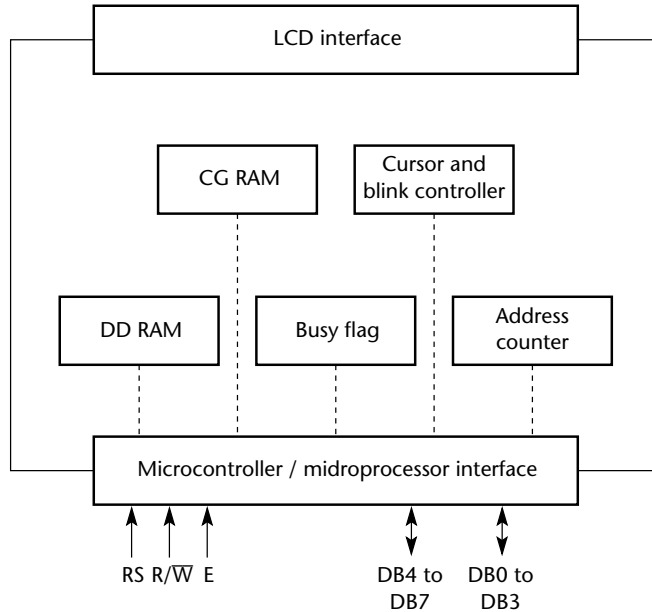 LCD interface
CG RAM
Cursor and
blink controller
DD RAM
Busy flag
Address
counter
Microcontroller / midroprocessor interface
RS R/W̅ E
DB4 to
DB7
DB0 to
DB3